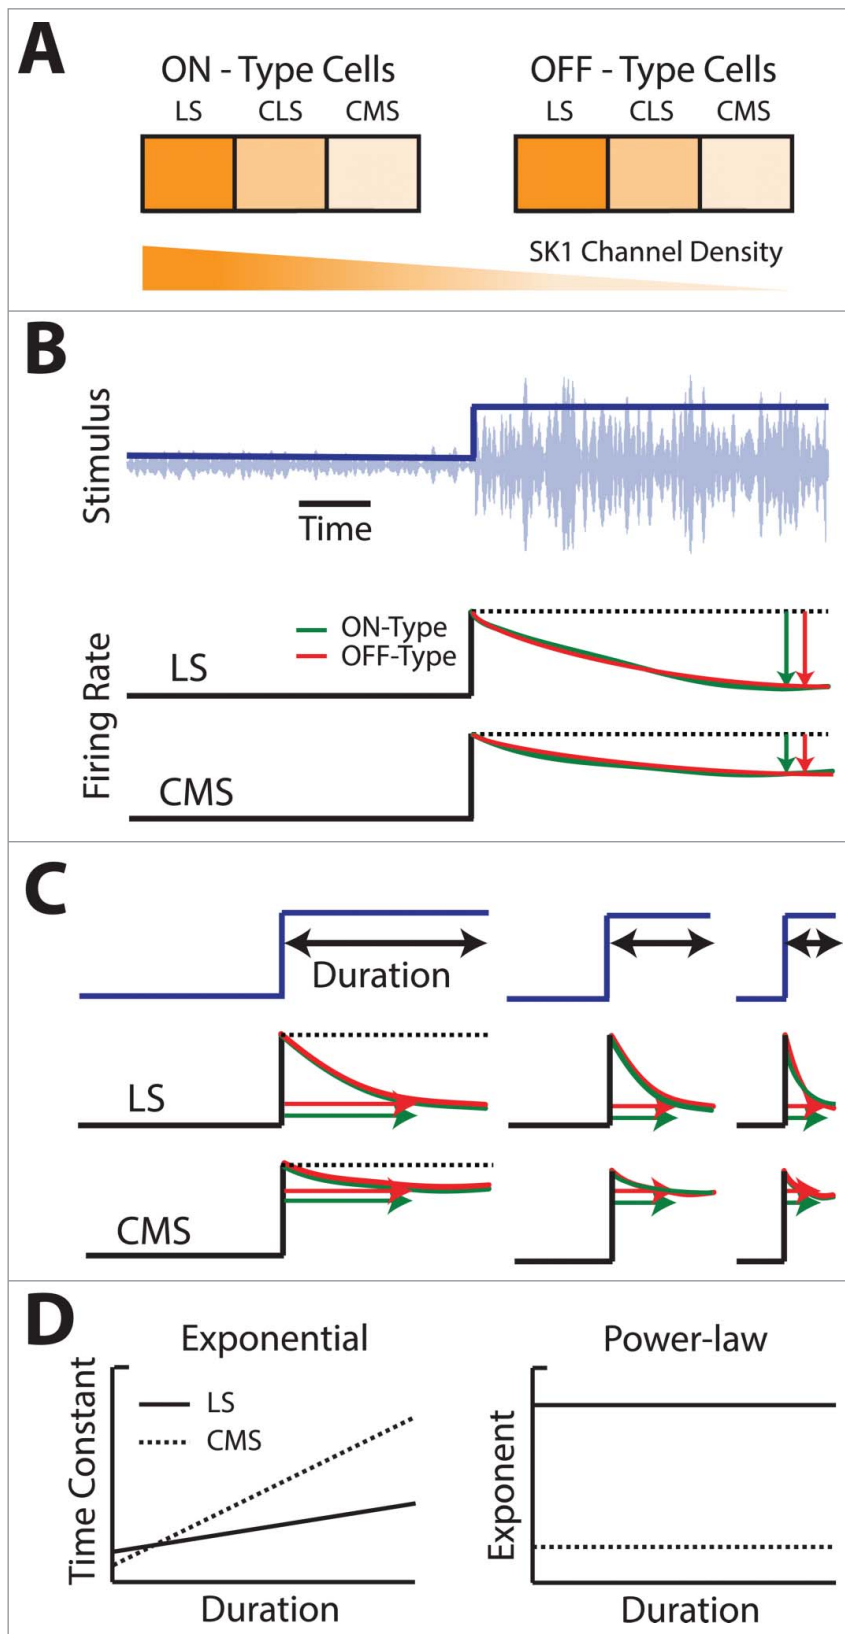 A
ON - Type Cells
OFF - Type Cells
LS CLS CMS
LS CLS CMS
SK1 Channel Density
B
Stimulus
Time
Firing Rate
ON-Type
OFF-Type
LS
CMS
C
Duration
LS
CMS
D
Exponential
Time Constant
LS
CMS
Duration
Power-law
Exponent
Duration